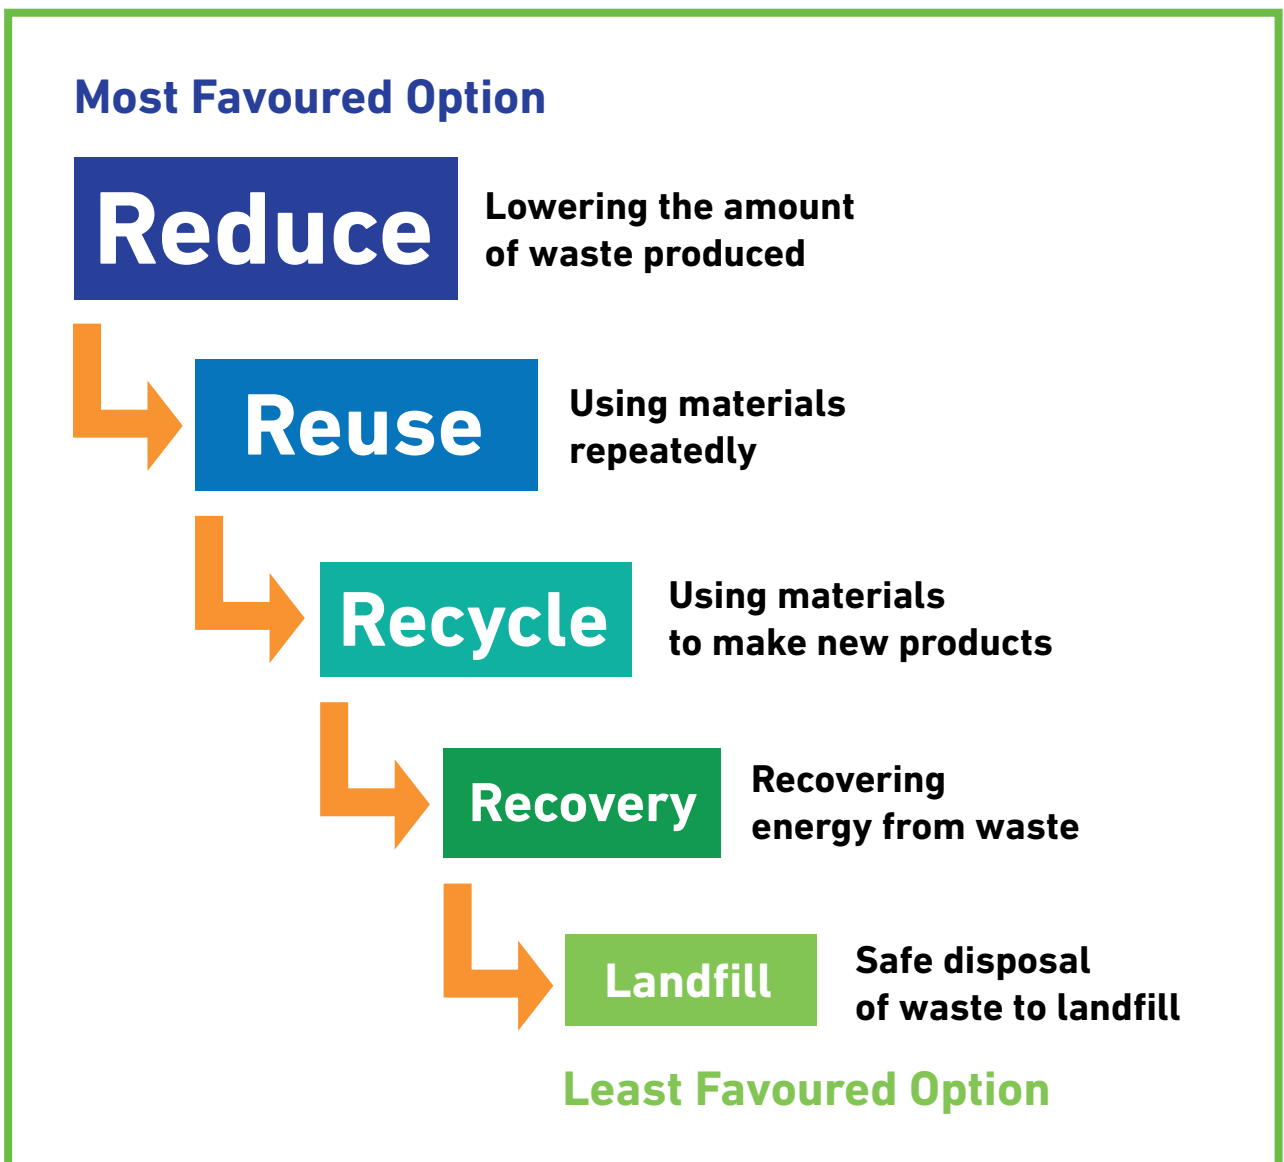 Most Favoured Option
Reduce
Lowering the amount
of waste produced
Reuse
Using materials
repeatedly
Recycle
Using materials
to make new products
Recovery
Recovering
energy from waste
Landfill
Safe disposal
of waste to landfill
Least Favoured Option